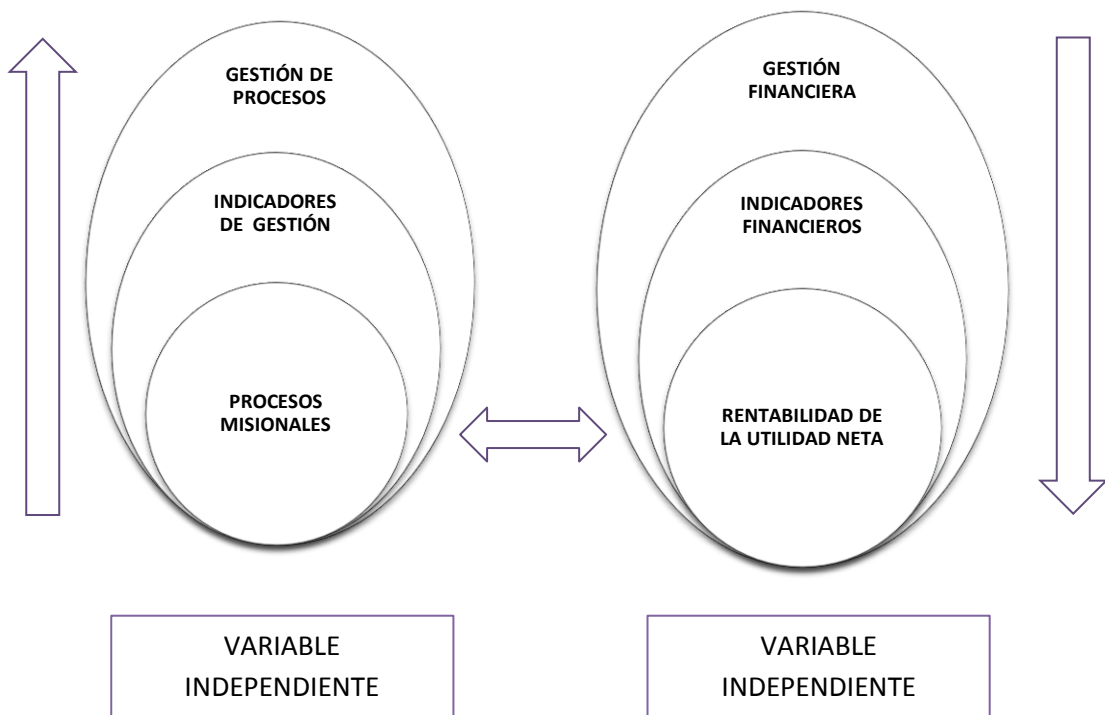 GESTIÓN DE
PROCESOS
INDICADORES
DE GESTIÓN
PROCESOS
MISIONALES
GESTIÓN
FINANCIERA
INDICADORES
FINANCIEROS
RENTABILIDAD DE
LA UTILIDAD NETA
VARIABLE
INDEPENDIENTE
VARIABLE
INDEPENDIENTE